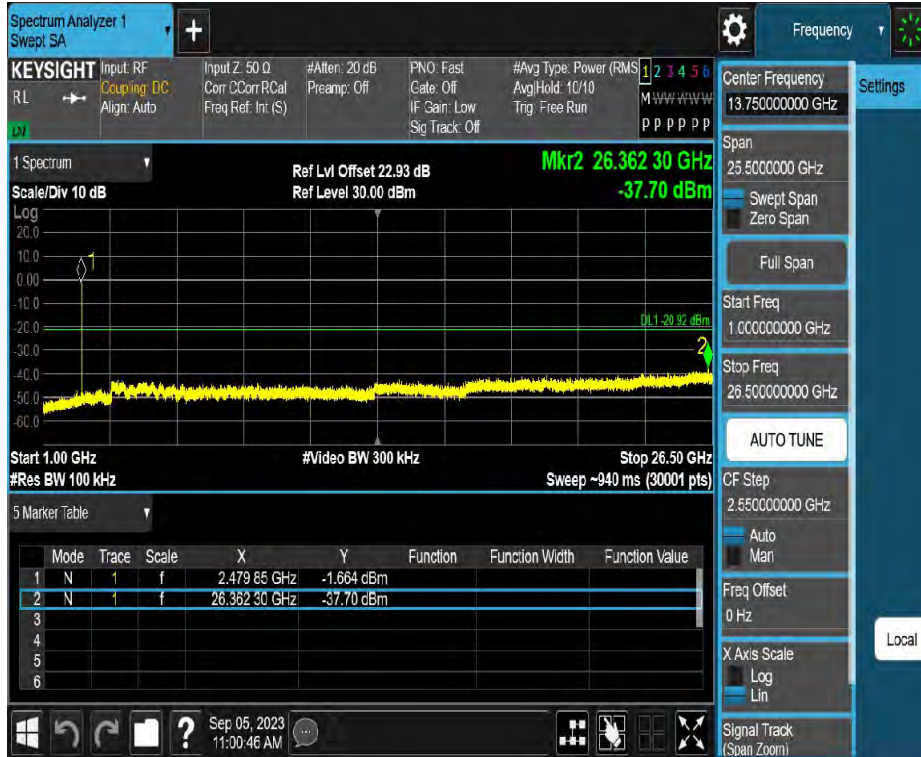 Spectrum Analyzer 1
Swept SA
+
Frequency
KEYSIGHT
RL
Input: RF
Coupling: DC
Align: Auto
Input Z: 50 Ω
Corr CCorr RCal
Freq Ref: Int (S)
#Atten: 20 dB
Preamp: Off
PNO: Fast
Gate: Off
IF Gain: Low
Sig Track: Off
#Avg Type: Power (RMS
Avg|Hold: 10/10
Trig: Free Run
1 2 3 4 5 6
M W W W W W
P P P P P P
1 Spectrum
Scale/Div 10 dB
Log
Ref Lvl Offset 22.93 dB
Ref Level 30.00 dBm
Mkr2 26.362 30 GHz
-37.70 dBm
20.0
10.0
0.00
-10.0
-20.0
-30.0
-40.0
-50.0
-60.0
1
DL1 -20.92 dBm
2
Start 1.00 GHz
#Res BW 100 kHz
#Video BW 300 kHz
Stop 26.50 GHz
Sweep ~940 ms (30001 pts)
5 Marker Table
Mode Trace Scale X Y Function Function Width Function Value
1 N 1 f 2.479 85 GHz -1.664 dBm
2 N 1 f 26.362 30 GHz -37.70 dBm
3
4
5
6
?
Sep 05, 2023
11:00:46 AM
Center Frequency
13.750000000 GHz
Span
25.5000000 GHz
Swept Span
Zero Span
Full Span
Start Freq
1.000000000 GHz
Stop Freq
26.500000000 GHz
AUTO TUNE
CF Step
2.550000000 GHz
Auto
Man
Freq Offset
0 Hz
X Axis Scale
Log
Lin
Signal Track
(Span Zoom)
Settings
Local